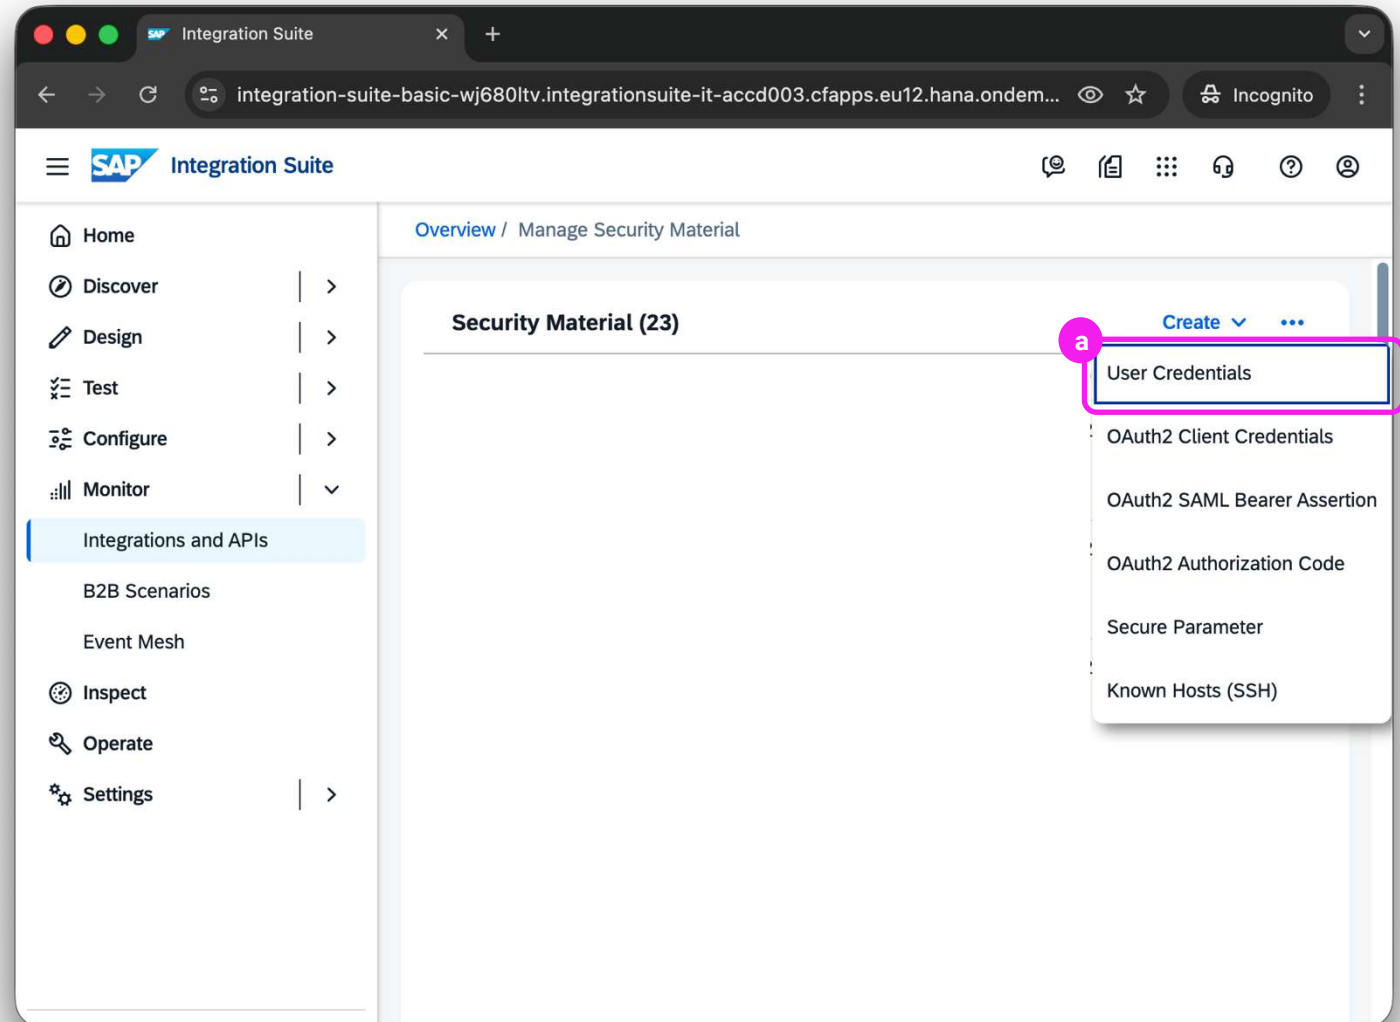 SAP Integration Suite
integration-suite-basic-wj680ltv.integrationsuite-it-accd003.cfapps.eu12.hana.ondem...
Incognito
SAP Integration Suite
Home
Discover
Design
Test
Configure
Monitor
Integrations and APIs
B2B Scenarios
Event Mesh
Inspect
Operate
Settings
Overview / Manage Security Material
Security Material (23)
Create
a
User Credentials
OAuth2 Client Credentials
OAuth2 SAML Bearer Assertion
OAuth2 Authorization Code
Secure Parameter
Known Hosts (SSH)